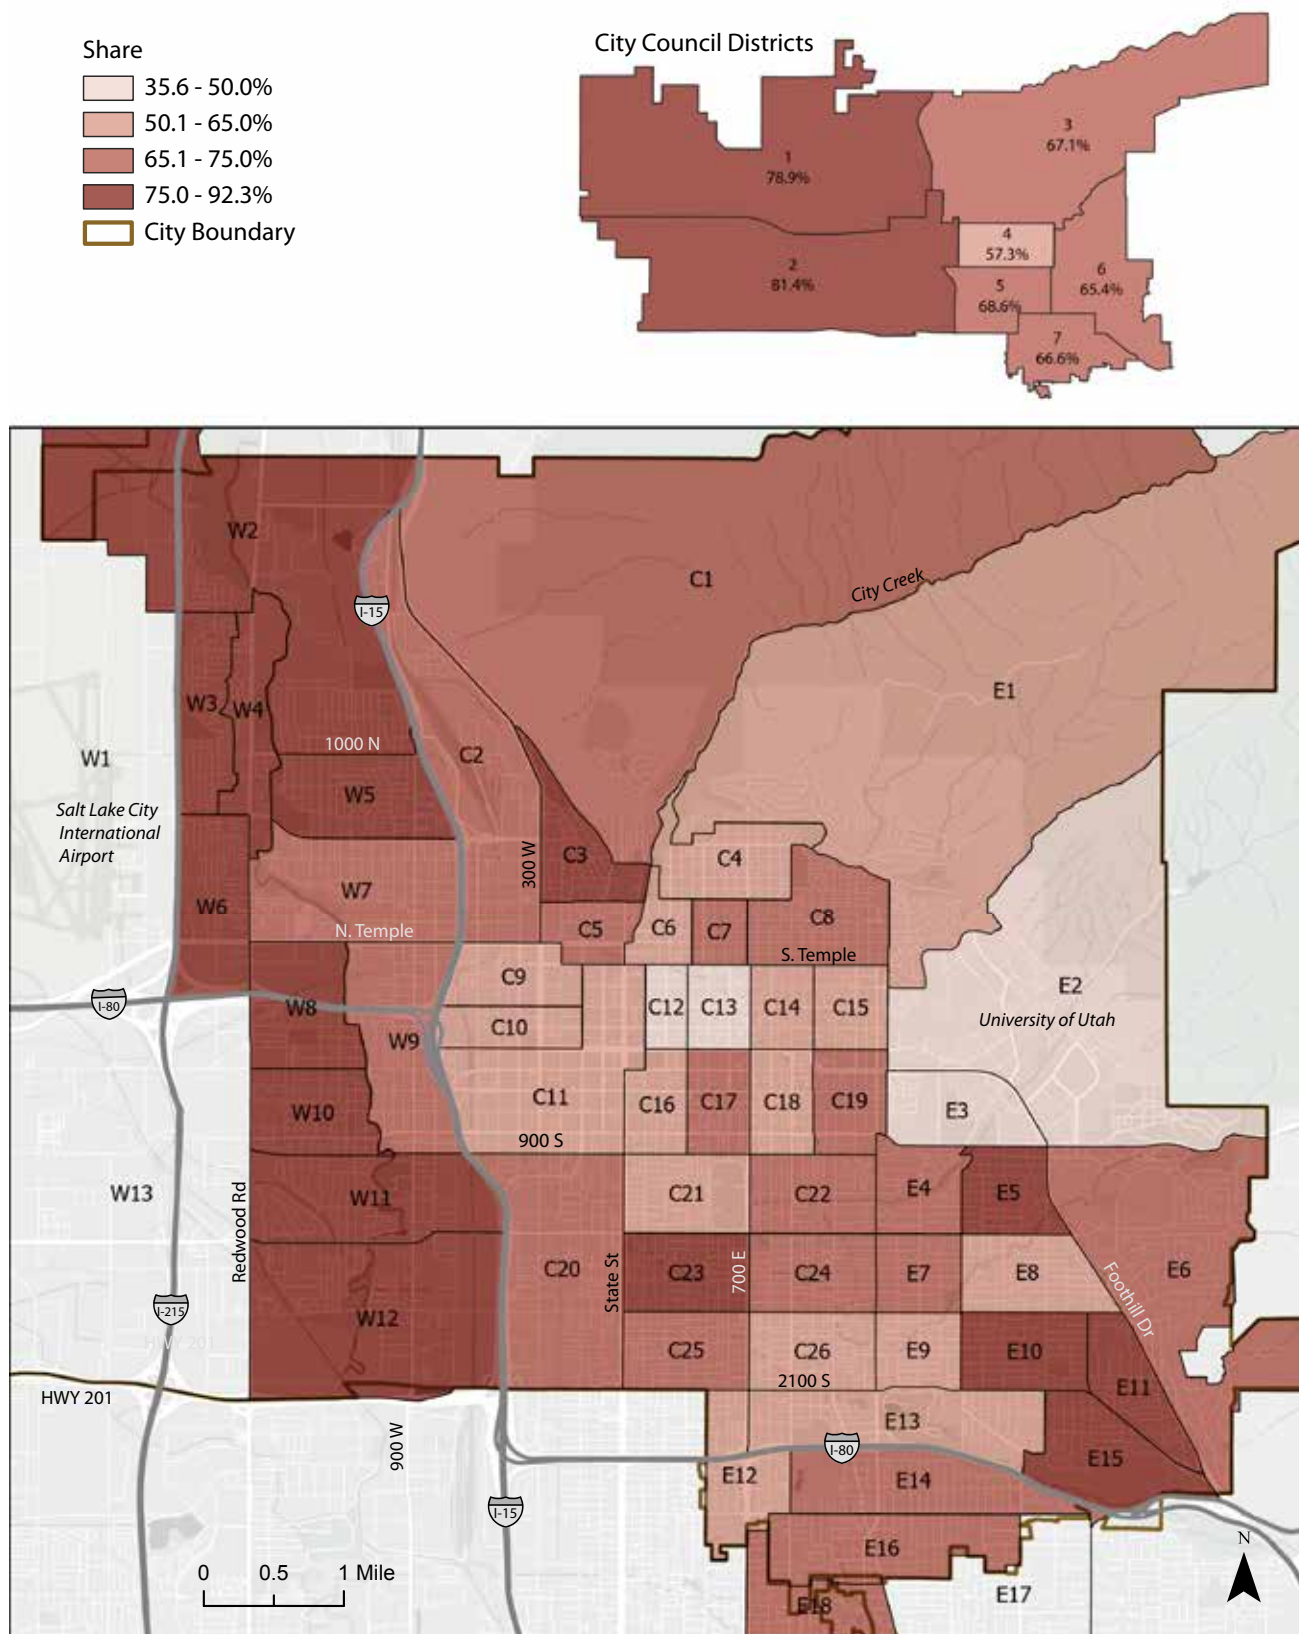 Share
35.6 - 50.0%
50.1 - 65.0%
65.1 - 75.0%
75.0 - 92.3%
City Boundary
City Council Districts
1
78.9%
2
81.4%
3
67.1%
4
57.3%
5
68.6%
6
65.4%
7
66.6%
W2
C1
City Creek
I-15
E1
W3
W4
W1
1000 N
C2
W5
Salt Lake City
International
Airport
300 W
C3
C4
W7
W6
N. Temple
C5
C6
C7
C8
S. Temple
C9
E2
University of Utah
I-80
W8
C10
C12
C13
C14
C15
W9
C11
C16
C17
C18
C19
E3
W10
900 S
W13
Redwood Rd
W11
C21
C22
E4
E5
C20
State St
C23
700 E
C24
E7
E8
Foothill Dr
E6
I-215
HWY 201
W12
C25
C26
E9
E10
2100 S
E11
HWY 201
900 W
E13
I-80
E12
E14
E15
I-15
E16
E17
E18
0 0.5 1 Mile
N